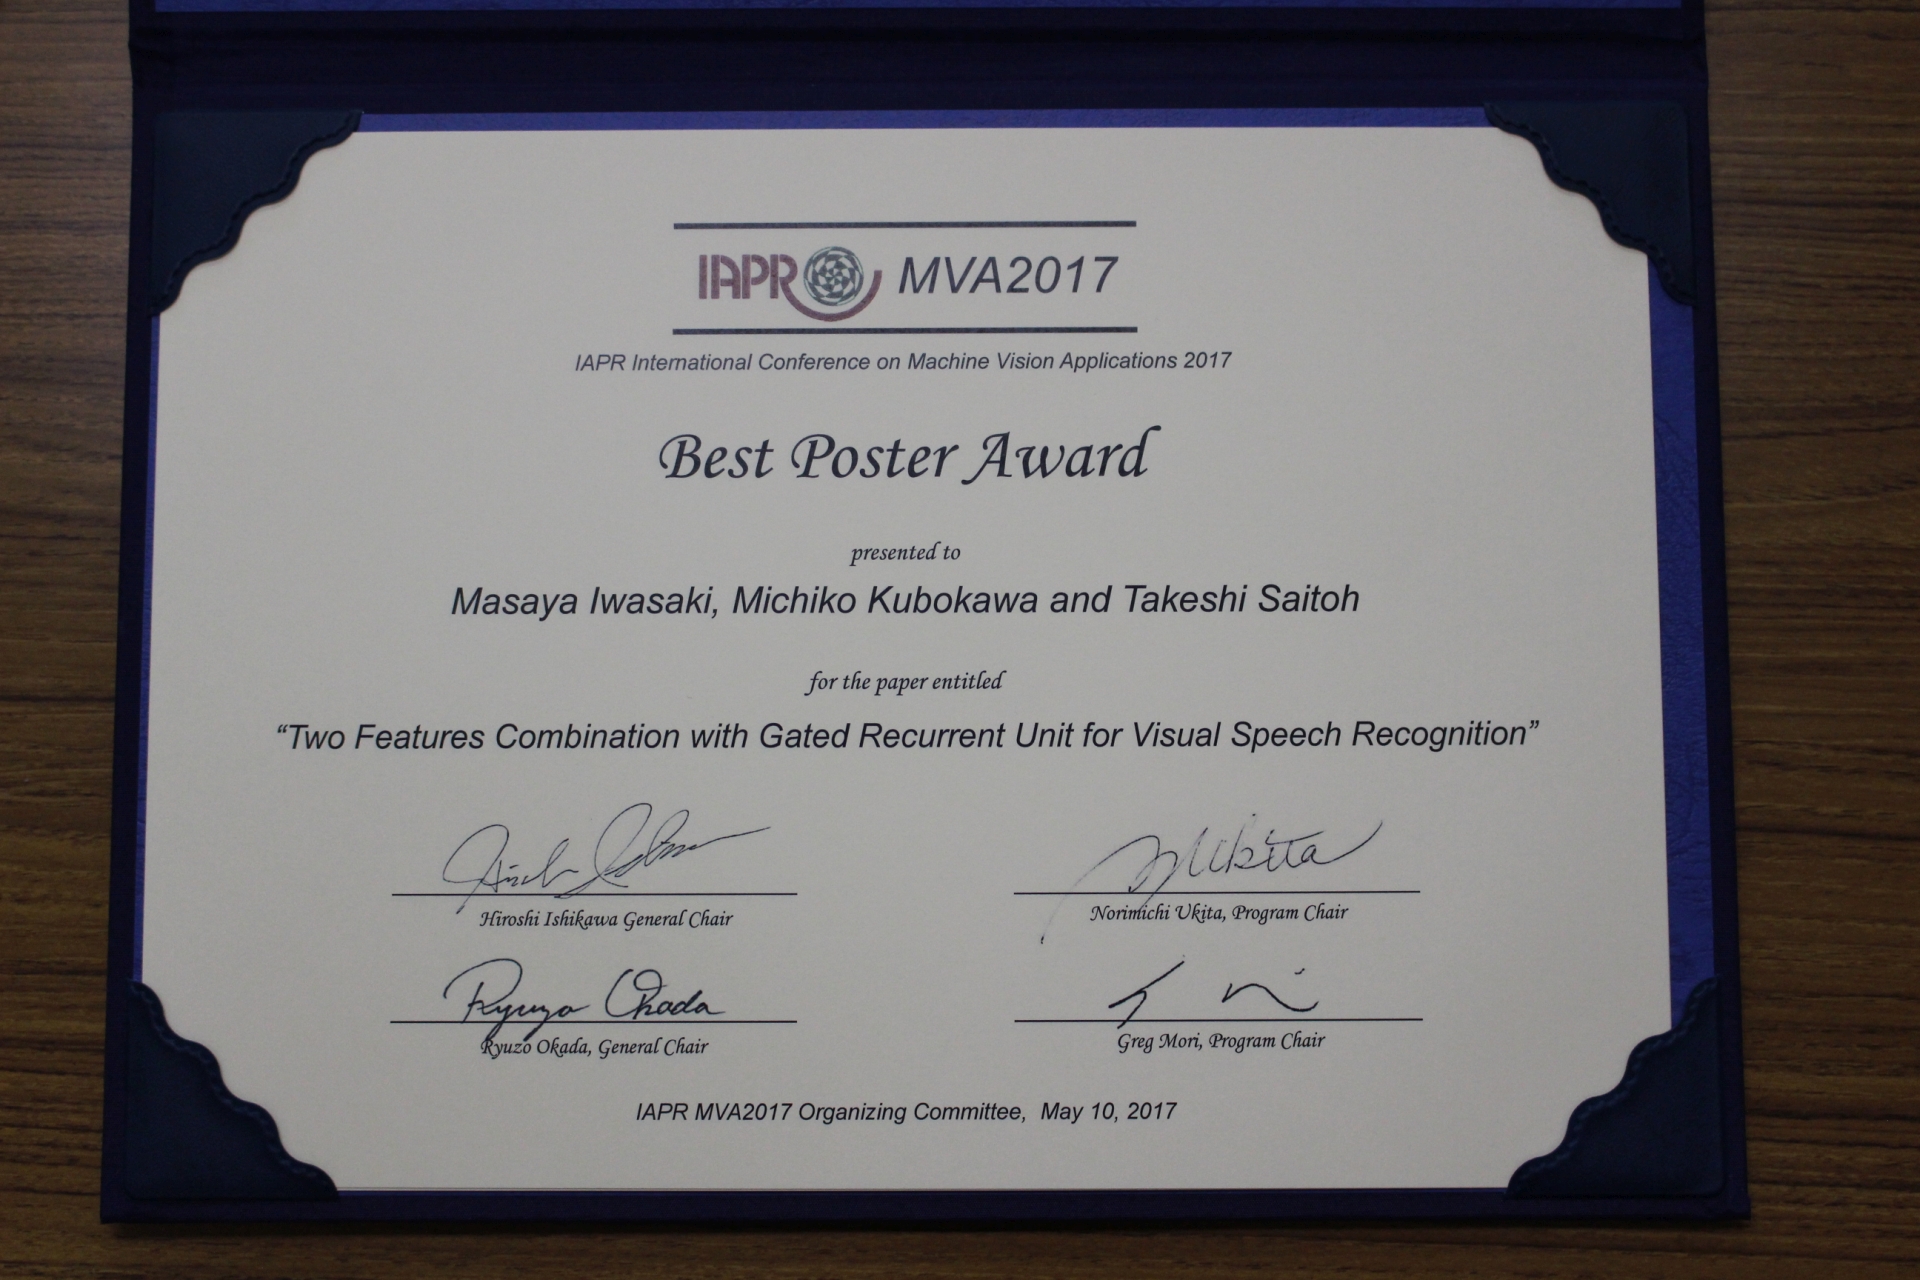 IAPR MVA2017
IAPR International Conference on Machine Vision Applications 2017
Best Poster Award
presented to
Masaya Iwasaki, Michiko Kubokawa and Takeshi Saitoh
for the paper entitled
“Two Features Combination with Gated Recurrent Unit for Visual Speech Recognition”
N Ukita
Hiroshi Ishikawa General Chair
Norimichi Ukita, Program Chair
Ryuzo Okada
Ryuzo Okada, General Chair
Greg Mori, Program Chair
IAPR MVA2017 Organizing Committee, May 10, 2017